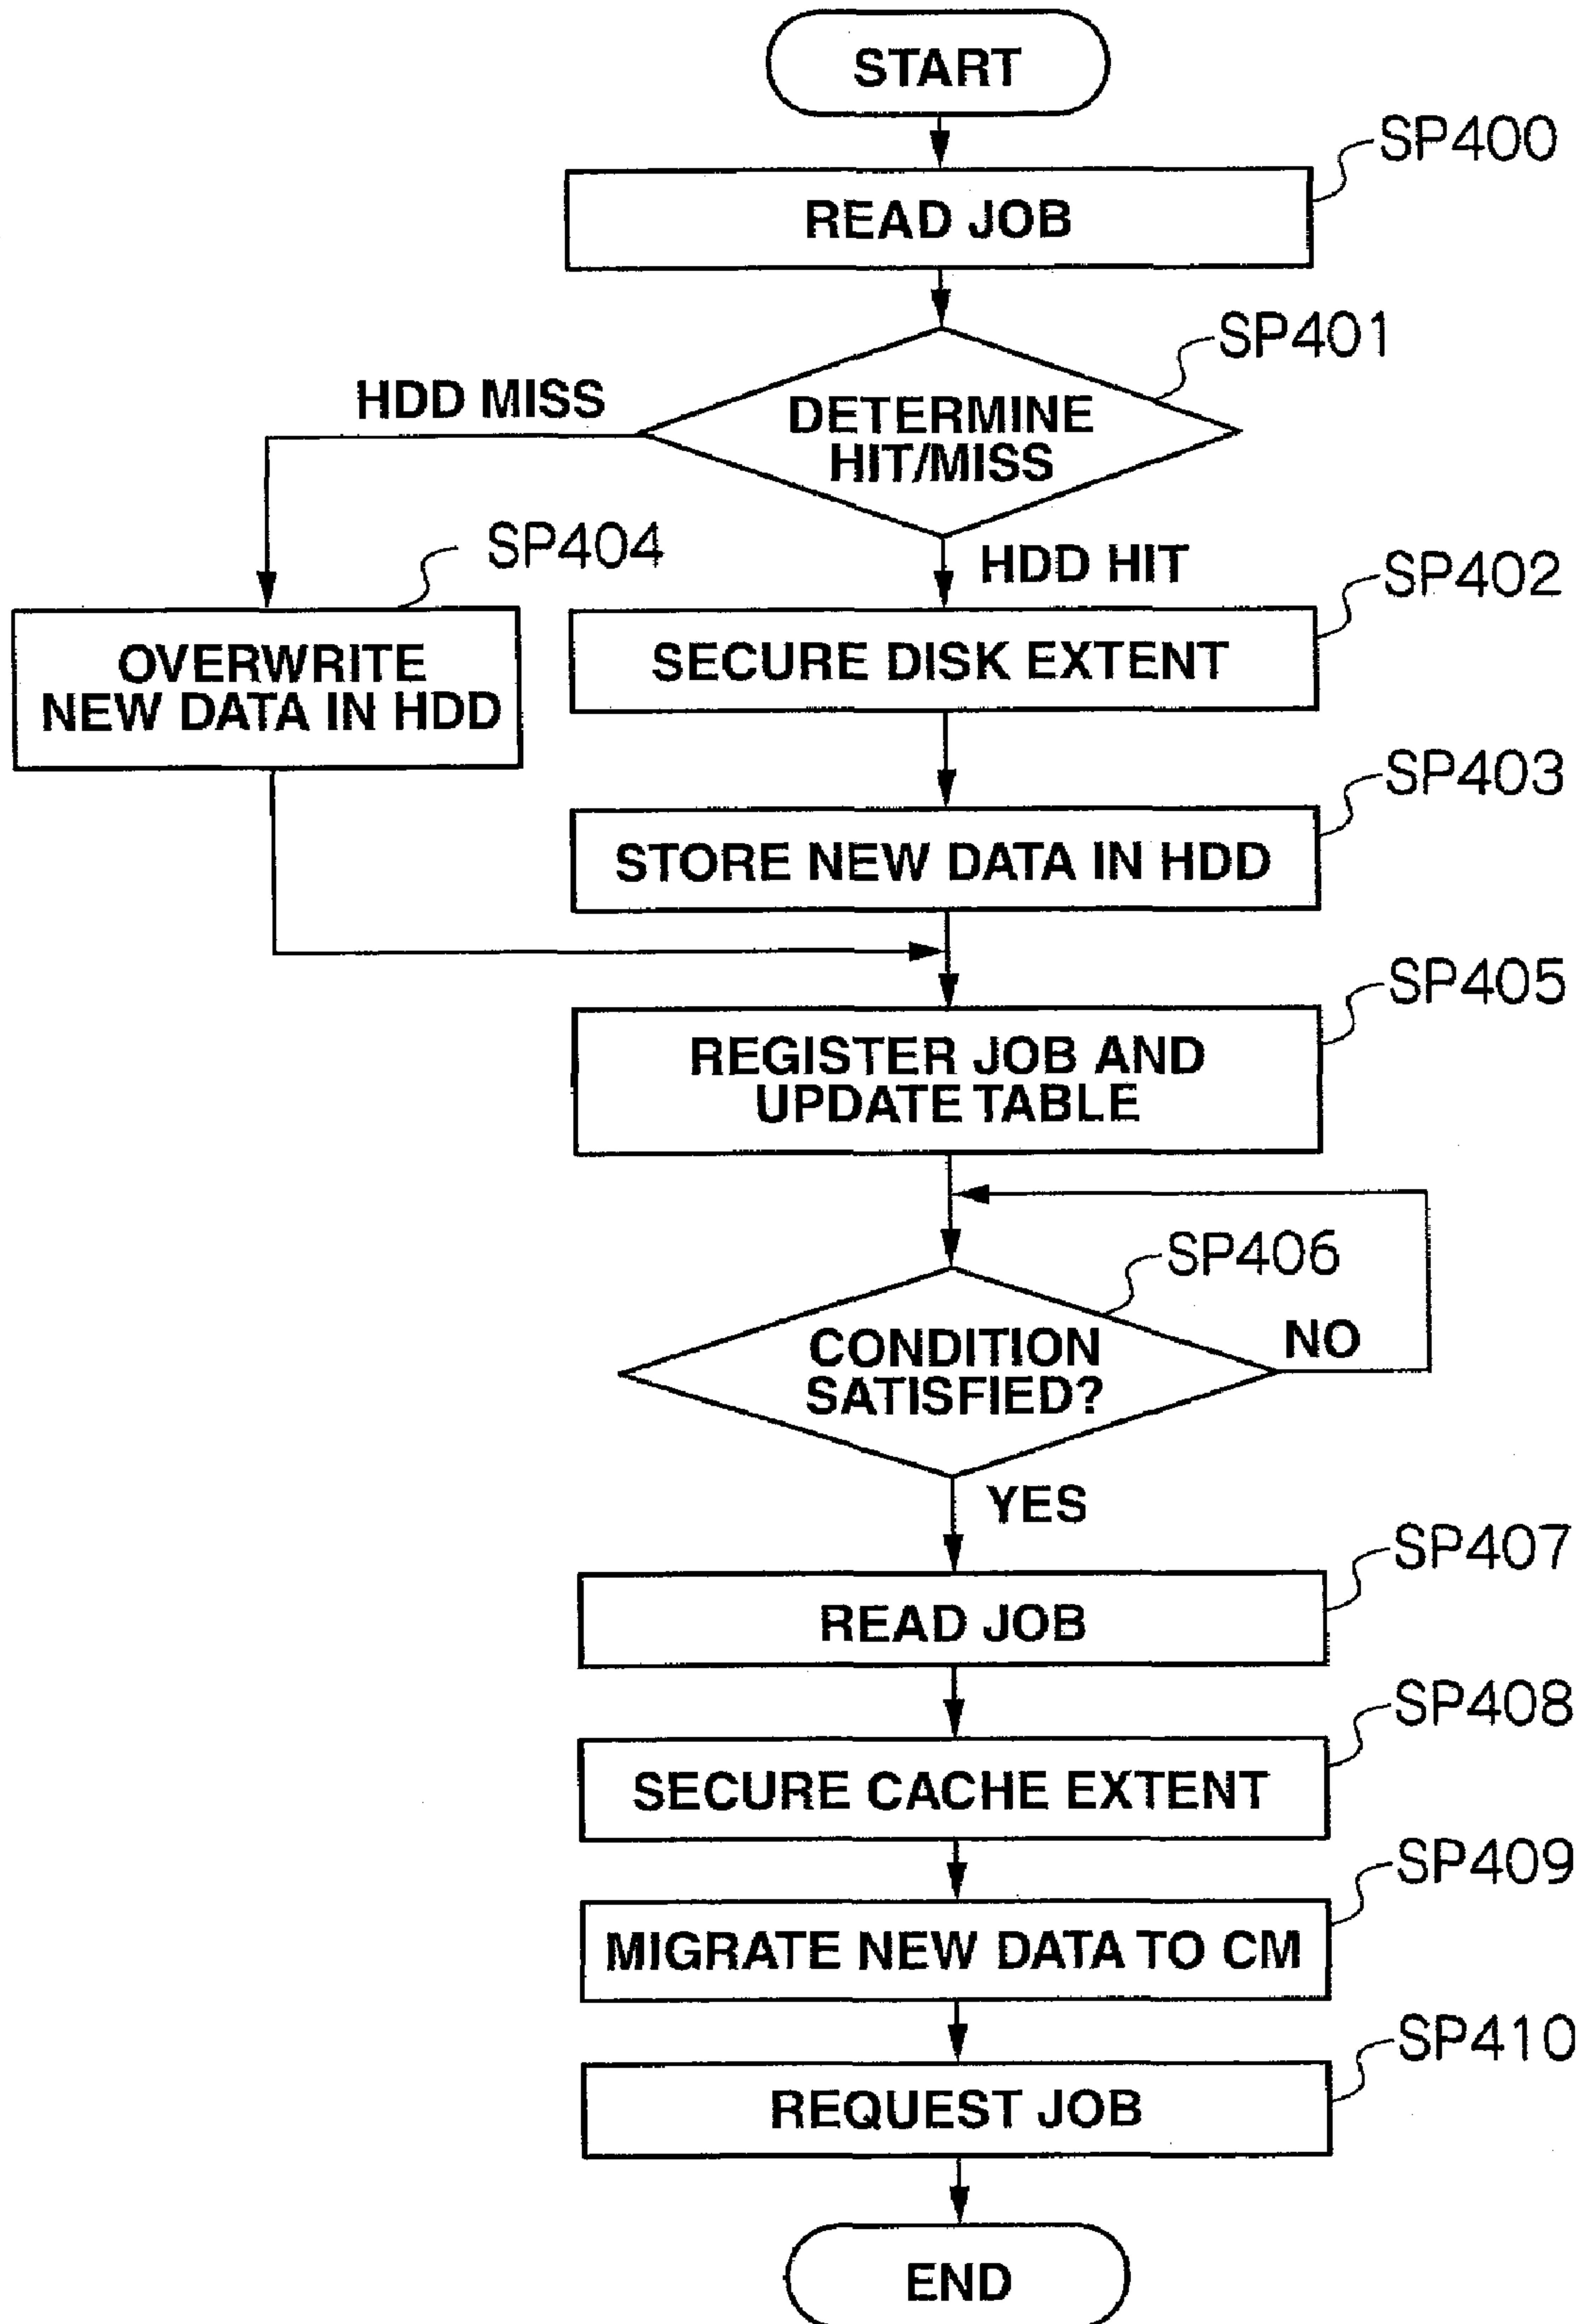 START
SP400
READ JOB
SP401
HDD MISS
DETERMINE
HIT/MISS
SP404
HDD HIT
SP402
OVERWRITE
NEW DATA IN HDD
SECURE DISK EXTENT
SP403
STORE NEW DATA IN HDD
SP405
REGISTER JOB AND
UPDATE TABLE
SP406
CONDITION
SATISFIED?
NO
YES
SP407
READ JOB
SP408
SECURE CACHE EXTENT
SP409
MIGRATE NEW DATA TO CM
SP410
REQUEST JOB
END